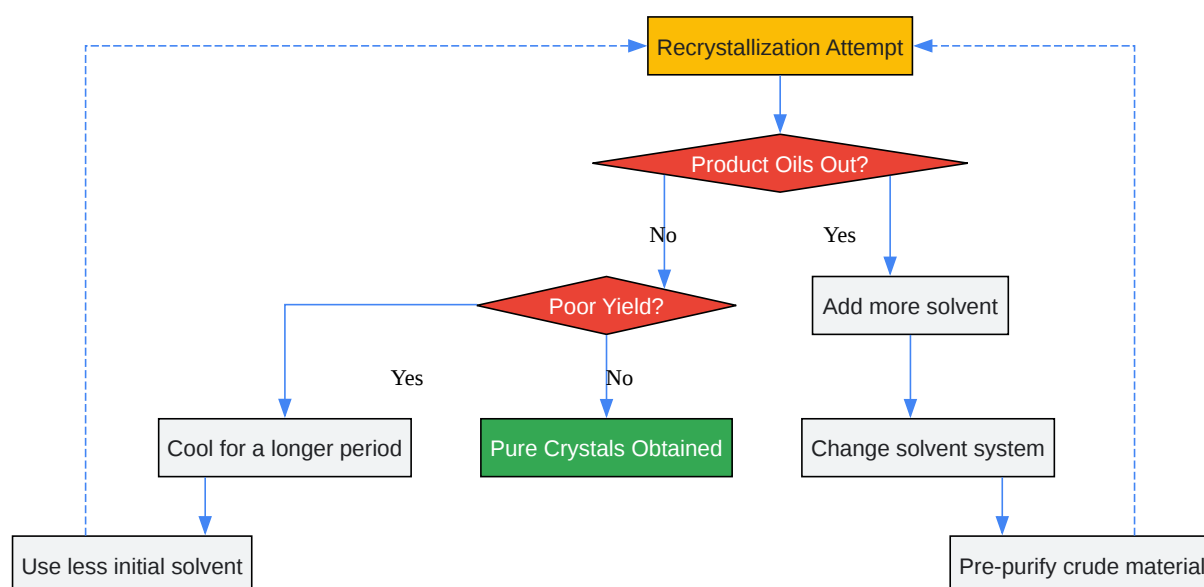 Recrystallization Attempt
Product Oils Out?
No
Yes
Poor Yield?
Add more solvent
Yes
No
Cool for a longer period
Pure Crystals Obtained
Change solvent system
Use less initial solvent
Pre-purify crude material